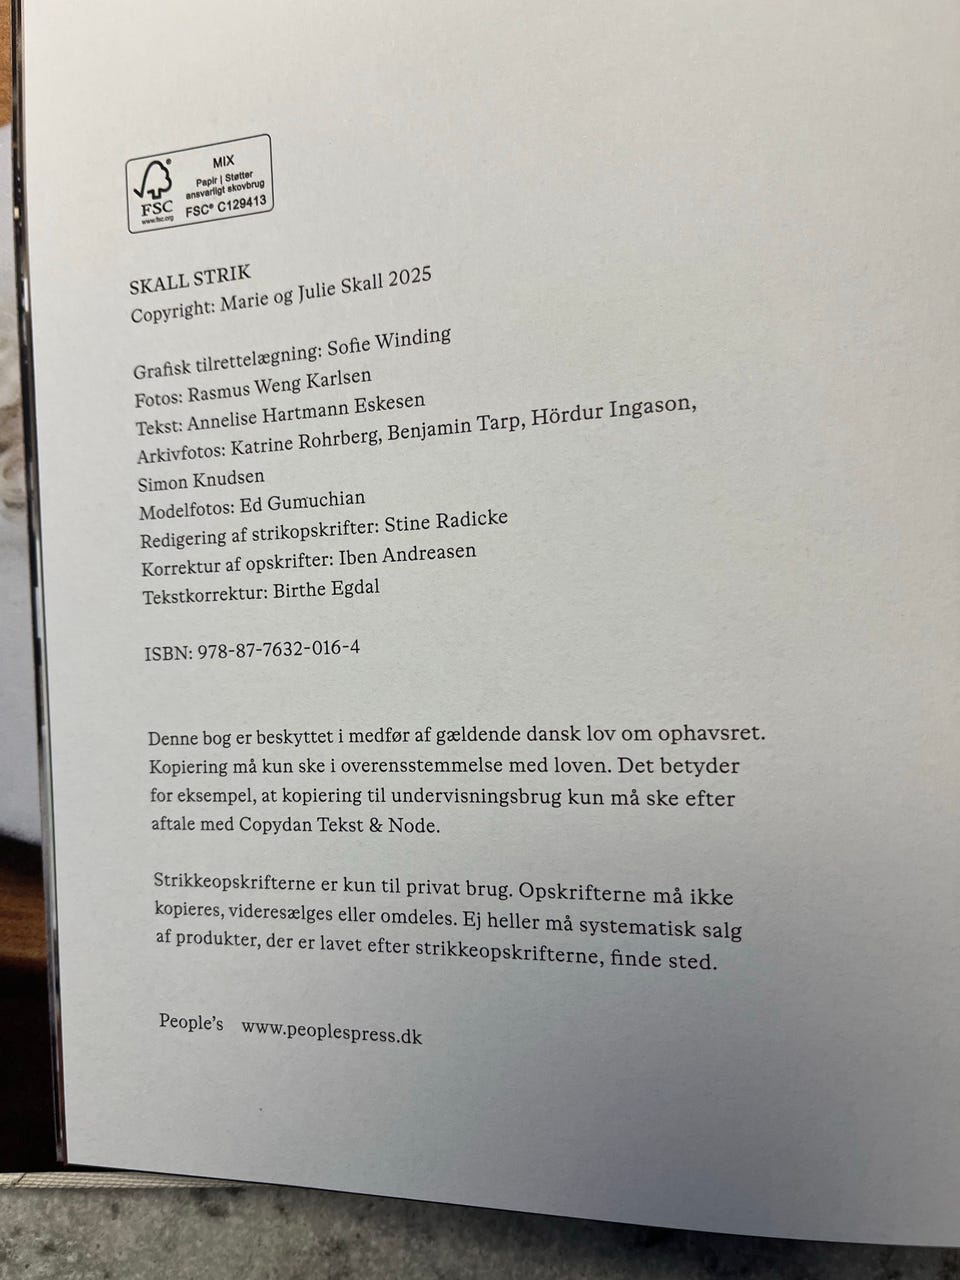 MIX
Papir | Støtter
ansvarligt skovbrug
FSC® C129413
FSC
www.fsc.org
SKALL STRIK
Copyright: Marie og Julie Skall 2025
Grafisk tilrettelægning: Sofie Winding
Fotos: Rasmus Weng Karlsen
Tekst: Annelise Hartmann Eskesen
Arkivfotos: Katrine Rohrberg, Benjamin Tarp, Hördur Ingason,
Simon Knudsen
Modelfotos: Ed Gumuchian
Redigering af strikopskrifter: Stine Radicke
Korrektur af opskrifter: Iben Andreasen
Tekstkorrektur: Birthe Egdal
ISBN: 978-87-7632-016-4
Denne bog er beskyttet i medfør af gældende dansk lov om ophavsret.
Kopiering må kun ske i overensstemmelse med loven. Det betyder
for eksempel, at kopiering til undervisningsbrug kun må ske efter
aftale med Copydan Tekst & Node.
Strikkeopskrifterne er kun til privat brug. Opskrifterne må ikke
kopieres, videresælges eller omdeles. Ej heller må systematisk salg
af produkter, der er lavet efter strikkeopskrifterne, finde sted.
People's www.peoplespress.dk